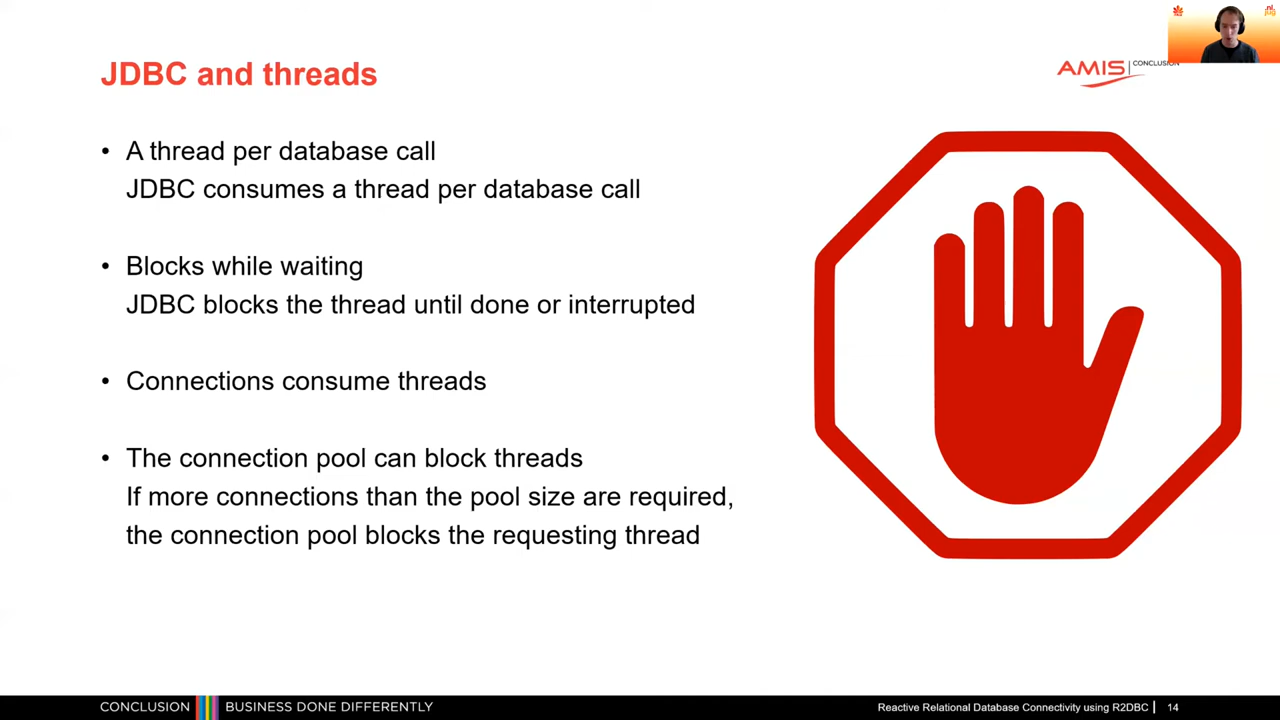 JDBC and threads
AMIS
CONCLUSION
• A thread per database call
JDBC consumes a thread per database call
• Blocks while waiting
JDBC blocks the thread until done or interrupted
• Connections consume threads
• The connection pool can block threads
If more connections than the pool size are required,
the connection pool blocks the requesting thread
CONCLUSION
BUSINESS DONE DIFFERENTLY
Reactive Relational Database Connectivity using R2DBC
14